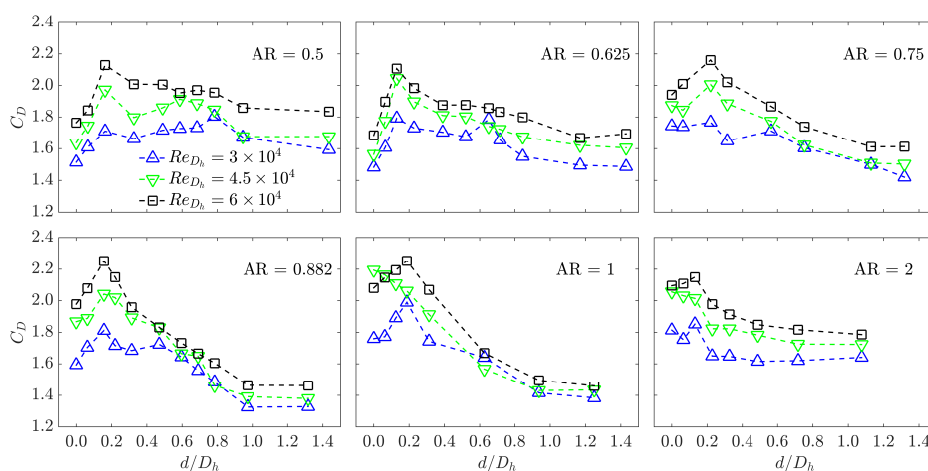 2.4
2.2
2.0
1.8
1.6
1.4
1.2
C_D
AR = 0.5
Re_{D_h} = 3 × 10^4
Re_{D_h} = 4.5 × 10^4
Re_{D_h} = 6 × 10^4
AR = 0.625
AR = 0.75
2.4
2.2
2.0
1.8
1.6
1.4
1.2
C_D
AR = 0.882
AR = 1
AR = 2
0.0 0.2 0.4 0.6 0.8 1.0 1.2 1.4
d/D_h
0.0 0.2 0.4 0.6 0.8 1.0 1.2 1.4
d/D_h
0.0 0.2 0.4 0.6 0.8 1.0 1.2 1.4
d/D_h